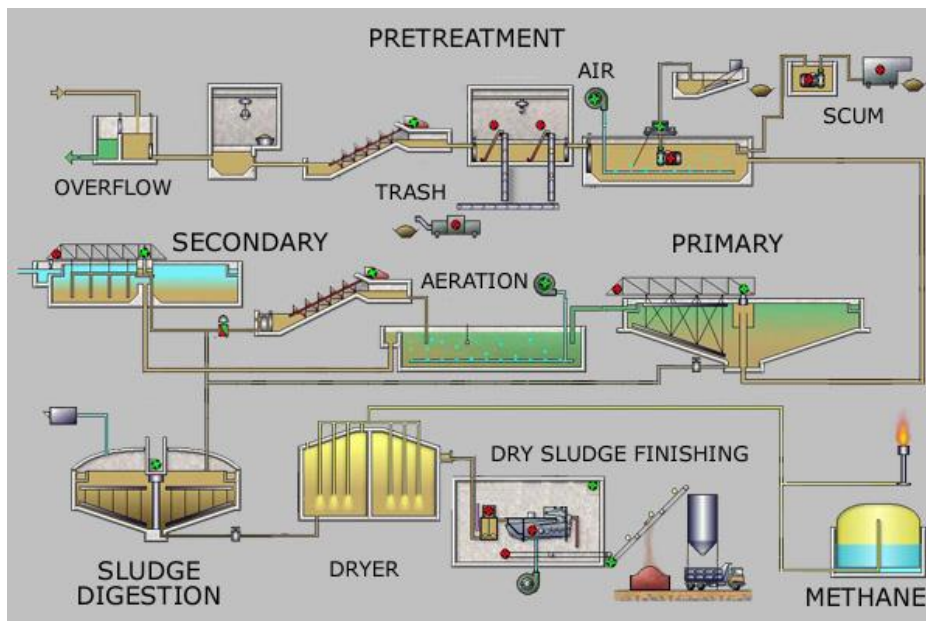 PRETREATMENT
AIR
SCUM
OVERFLOW
TRASH
SECONDARY
PRIMARY
AERATION
DRY SLUDGE FINISHING
SLUDGE
DIGESTION
DRYER
METHANE